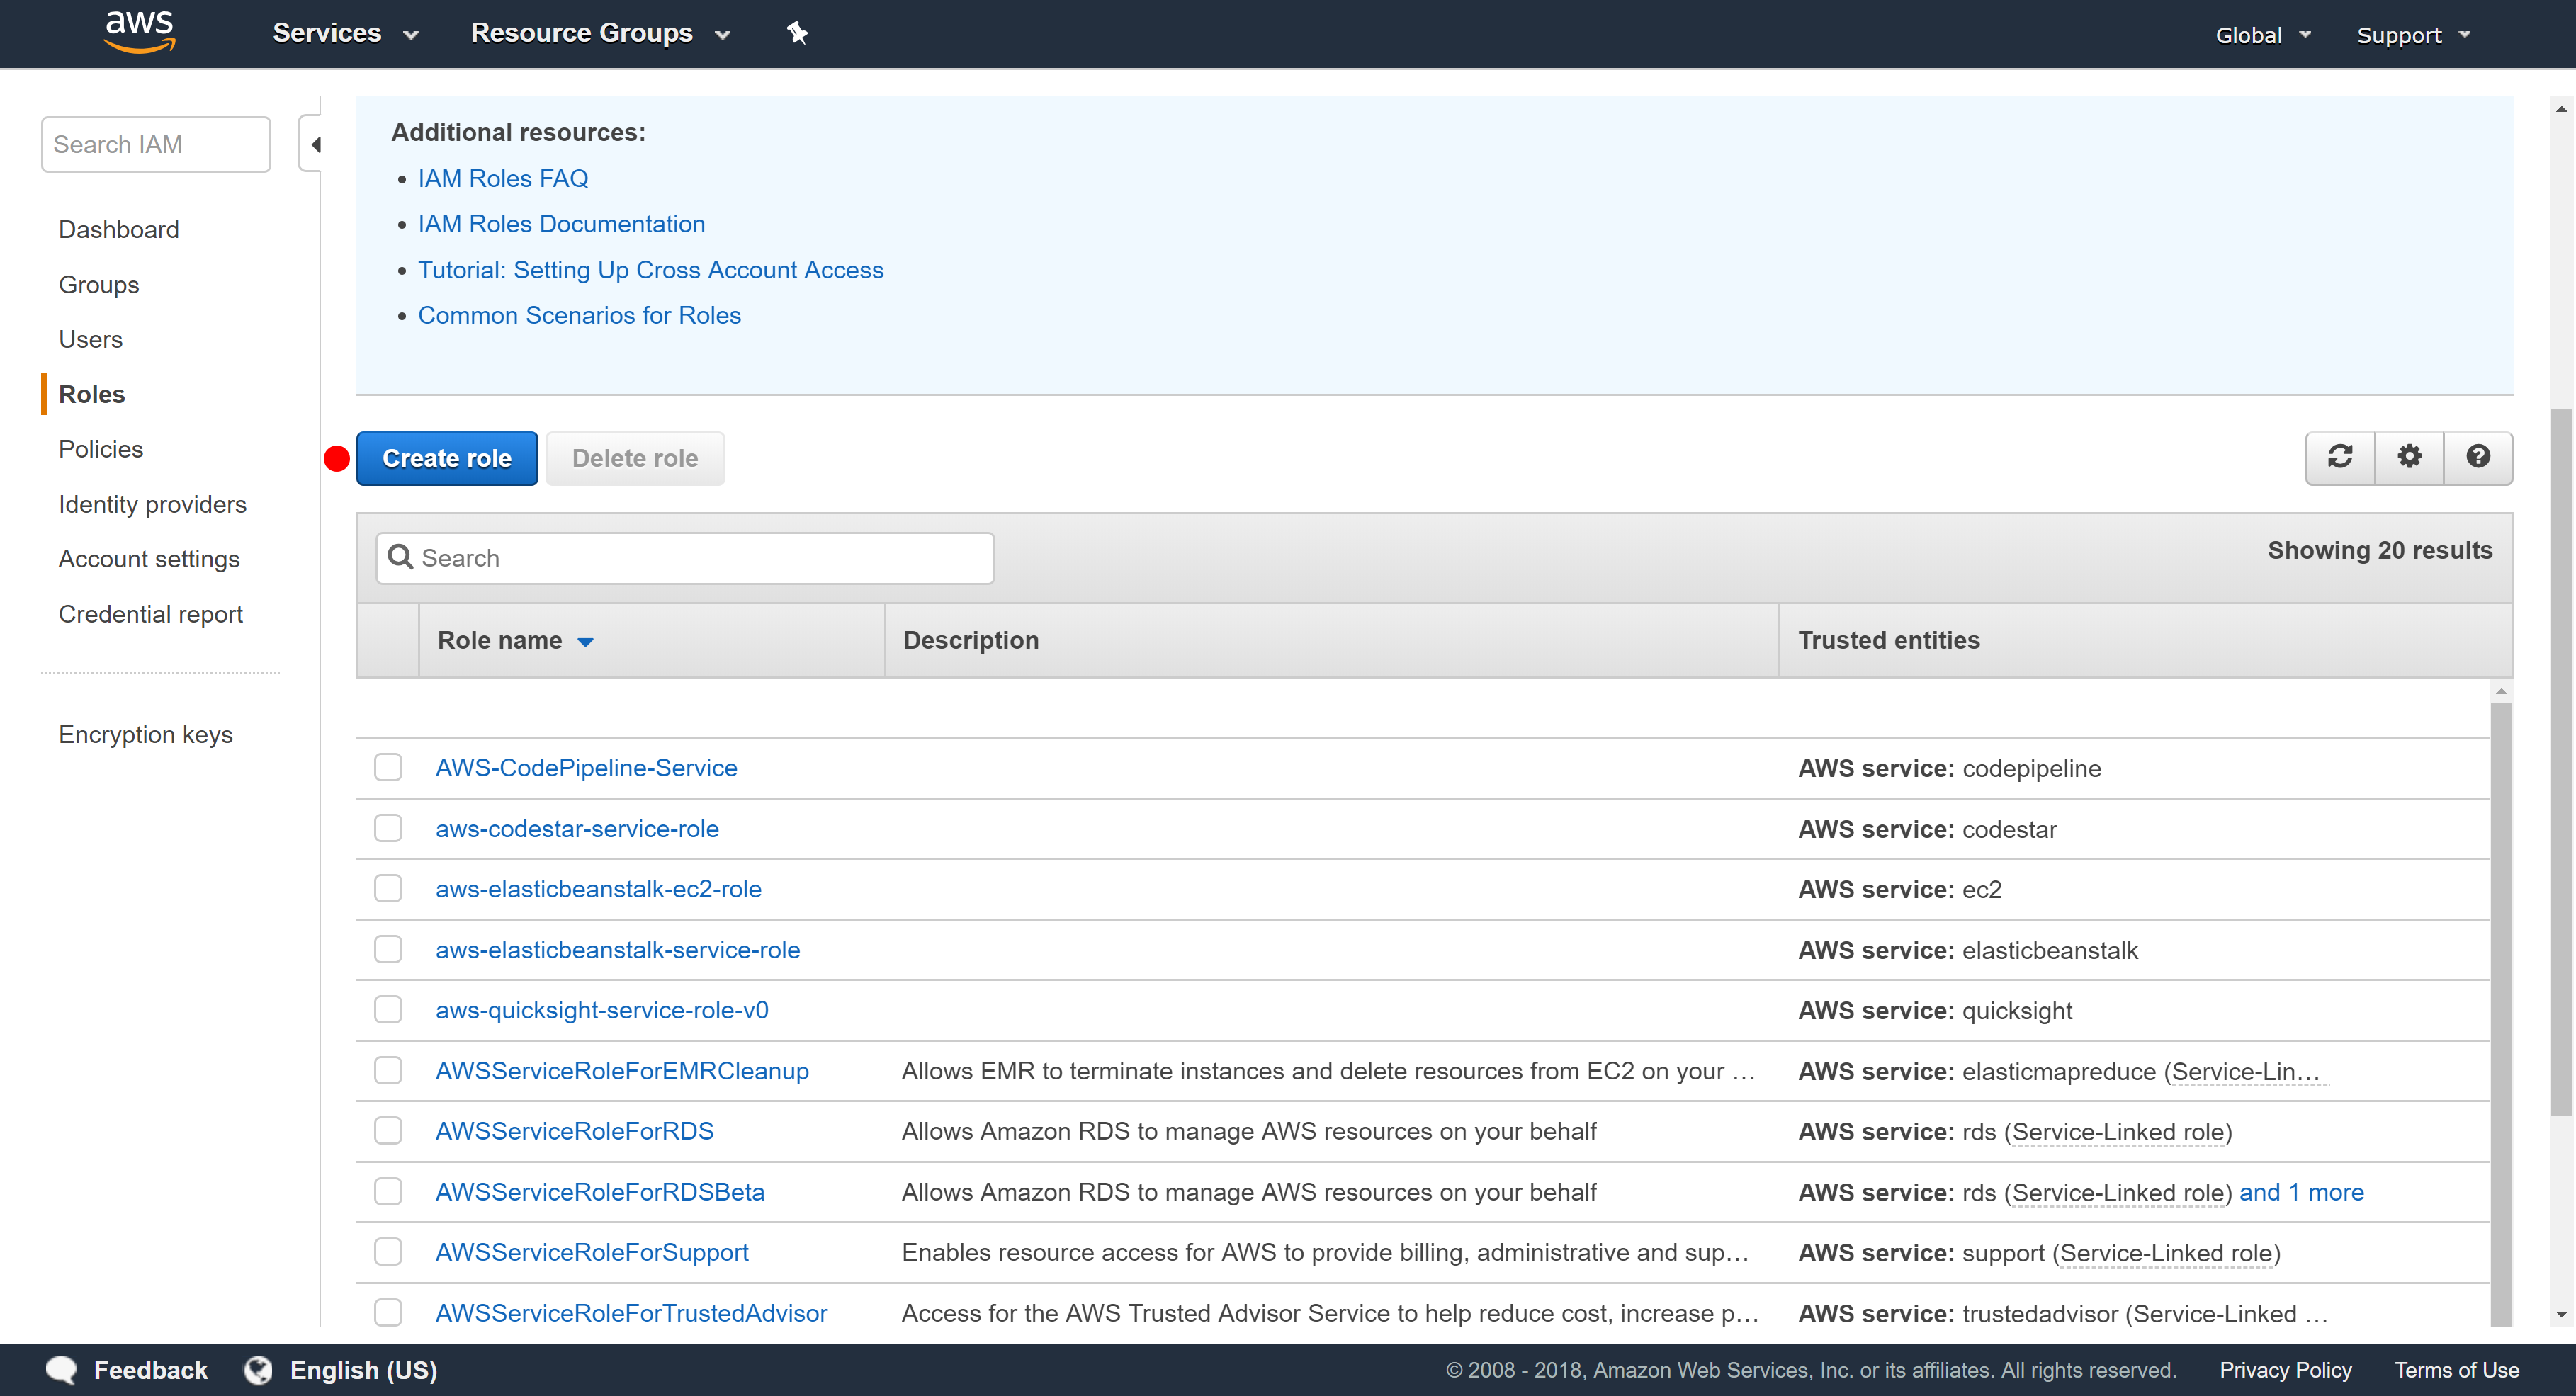 aws Services Resource Groups Global Support
Search IAM
Dashboard
Groups
Users
Roles
Policies
Identity providers
Account settings
Credential report
Encryption keys
Additional resources:
• IAM Roles FAQ
• IAM Roles Documentation
• Tutorial: Setting Up Cross Account Access
• Common Scenarios for Roles
Create role Delete role
Search Showing 20 results
Role name Description Trusted entities
AWS-CodePipeline-Service AWS service: codepipeline
aws-codestar-service-role AWS service: codestar
aws-elasticbeanstalk-ec2-role AWS service: ec2
aws-elasticbeanstalk-service-role AWS service: elasticbeanstalk
aws-quicksight-service-role-v0 AWS service: quicksight
AWSServiceRoleForEMRCleanup Allows EMR to terminate instances and delete resources from EC2 on your … AWS service: elasticmapreduce (Service-Lin…
AWSServiceRoleForRDS Allows Amazon RDS to manage AWS resources on your behalf AWS service: rds (Service-Linked role)
AWSServiceRoleForRDSBeta Allows Amazon RDS to manage AWS resources on your behalf AWS service: rds (Service-Linked role) and 1 more
AWSServiceRoleForSupport Enables resource access for AWS to provide billing, administrative and sup… AWS service: support (Service-Linked role)
AWSServiceRoleForTrustedAdvisor Access for the AWS Trusted Advisor Service to help reduce cost, increase p… AWS service: trustedadvisor (Service-Linked …
Feedback English (US) © 2008 - 2018, Amazon Web Services, Inc. or its affiliates. All rights reserved. Privacy Policy Terms of Use